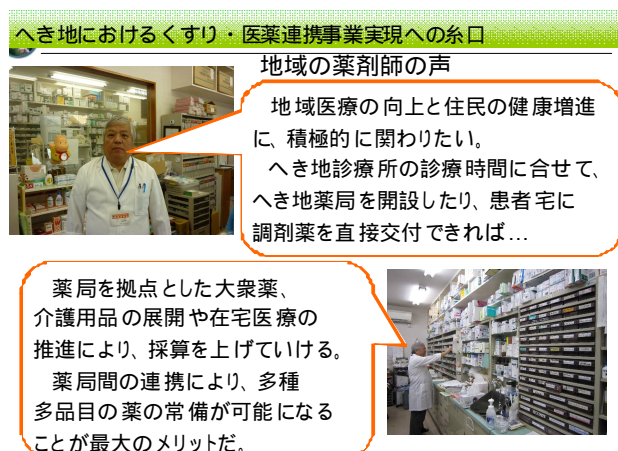 へき地におけるくすり・医薬連携事業実現への糸口
地域の薬剤師の声
地域医療の向上と住民の健康増進
に、積極的に関わりたい。
へき地診療所の診療時間に合せて、
へき地薬局を開設したり、患者宅に
調剤薬を直接交付できれば…
薬局を拠点とした大衆薬、
介護用品の展開や在宅医療の
推進により、採算を上げていける。
薬局間の連携により、多種
多品目の薬の常備が可能になる
ことが最大のメリットだ。